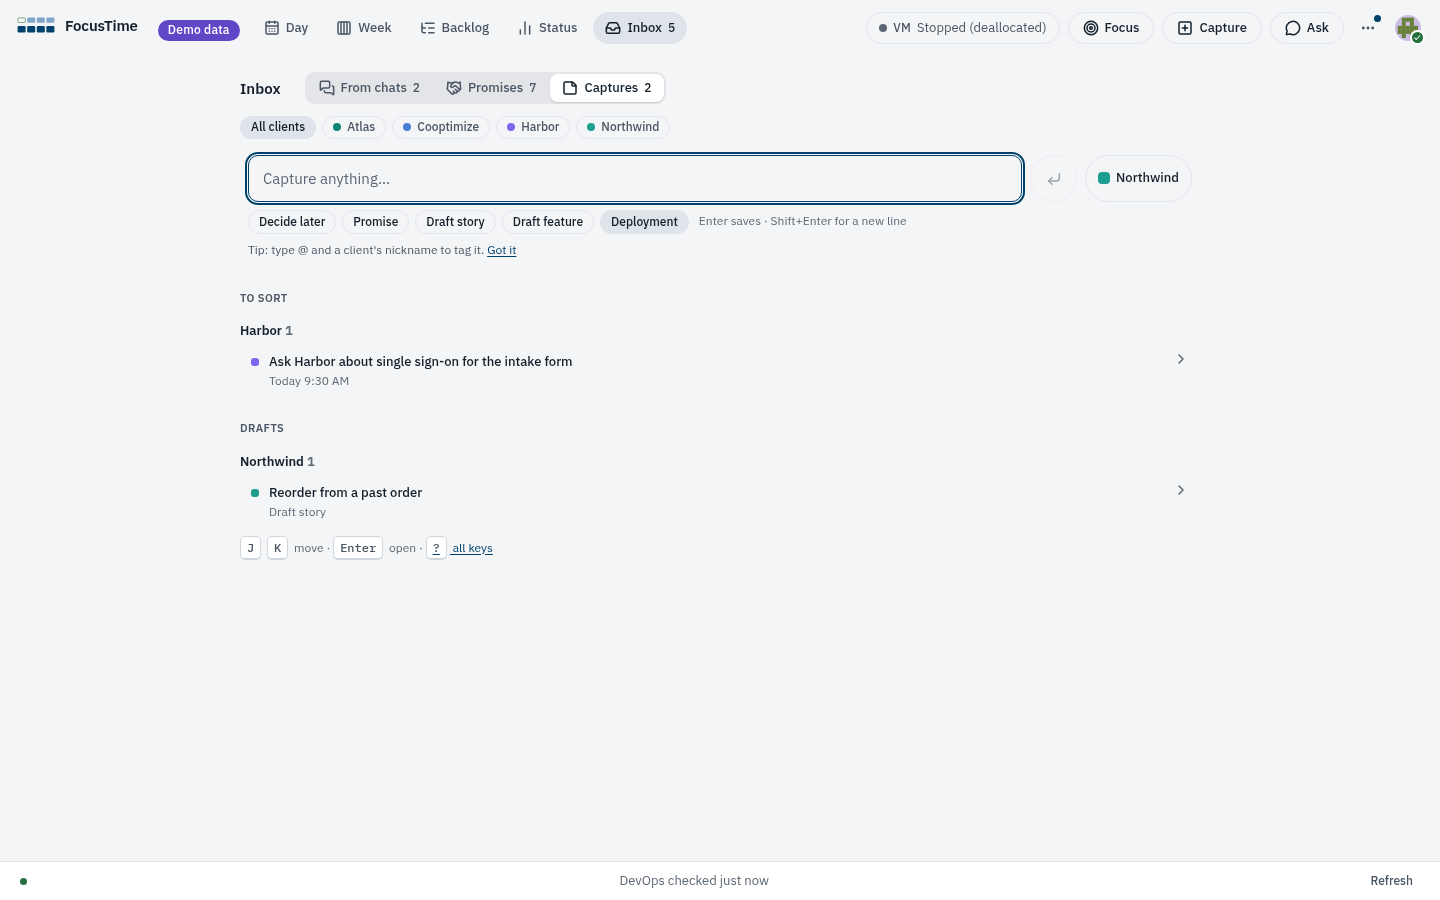 FocusTime
Demo data
Day
Week
Backlog
Status
Inbox 5
VM Stopped (deallocated)
Focus
Capture
Ask
Inbox
From chats 2
Promises 7
Captures 2
All clients
Atlas
Cooptimize
Harbor
Northwind
Capture anything...
Northwind
Decide later
Promise
Draft story
Draft feature
Deployment
Enter saves · Shift+Enter for a new line
Tip: type @ and a client's nickname to tag it. Got it
TO SORT
Harbor 1
Ask Harbor about single sign-on for the intake form
Today 9:30 AM
DRAFTS
Northwind 1
Reorder from a past order
Draft story
J K move · Enter open · ? all keys
DevOps checked just now
Refresh